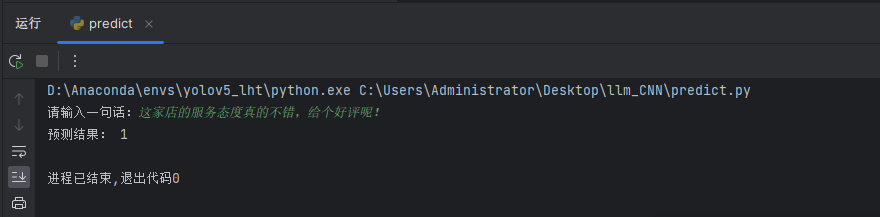 运行
predict
D:\Anaconda\envs\yolov5_lht\python.exe C:\Users\Administrator\Desktop\llm_CNN\predict.py
请输入一句话：这家店的服务态度真的不错，给个好评呢！
预测结果： 1
进程已结束,退出代码0